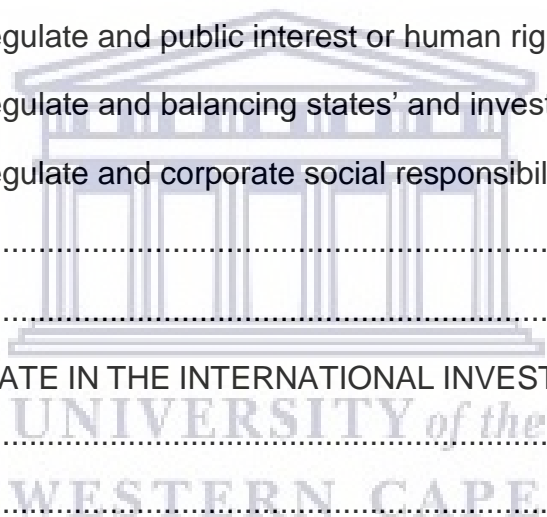 egulate and public interest or human rig
egulate and balancing states' and invest
egulate and corporate social responsibil
................................................................
................................................................
ATE IN THE INTERNATIONAL INVEST
UNIVERSITY of the
................................................................
WESTERN CAPE
................................................................